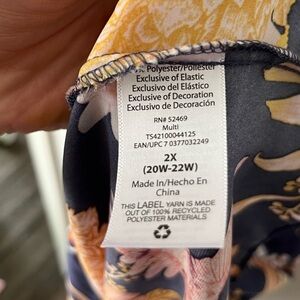 Polyester/Poliéster
Exclusive of Elastic
Exclusivo del Elástico
Exclusive of Decoration
Exclusivo de Decoración
RN# 52469
Multi
TS42100044125
EAN/UPC 7 0377032249
2X
(20W-22W)
Made In/Hecho En
China
This LABEL YARN IS MADE
OUT OF 100% RECYCLED
POLYESTER MATERIALS